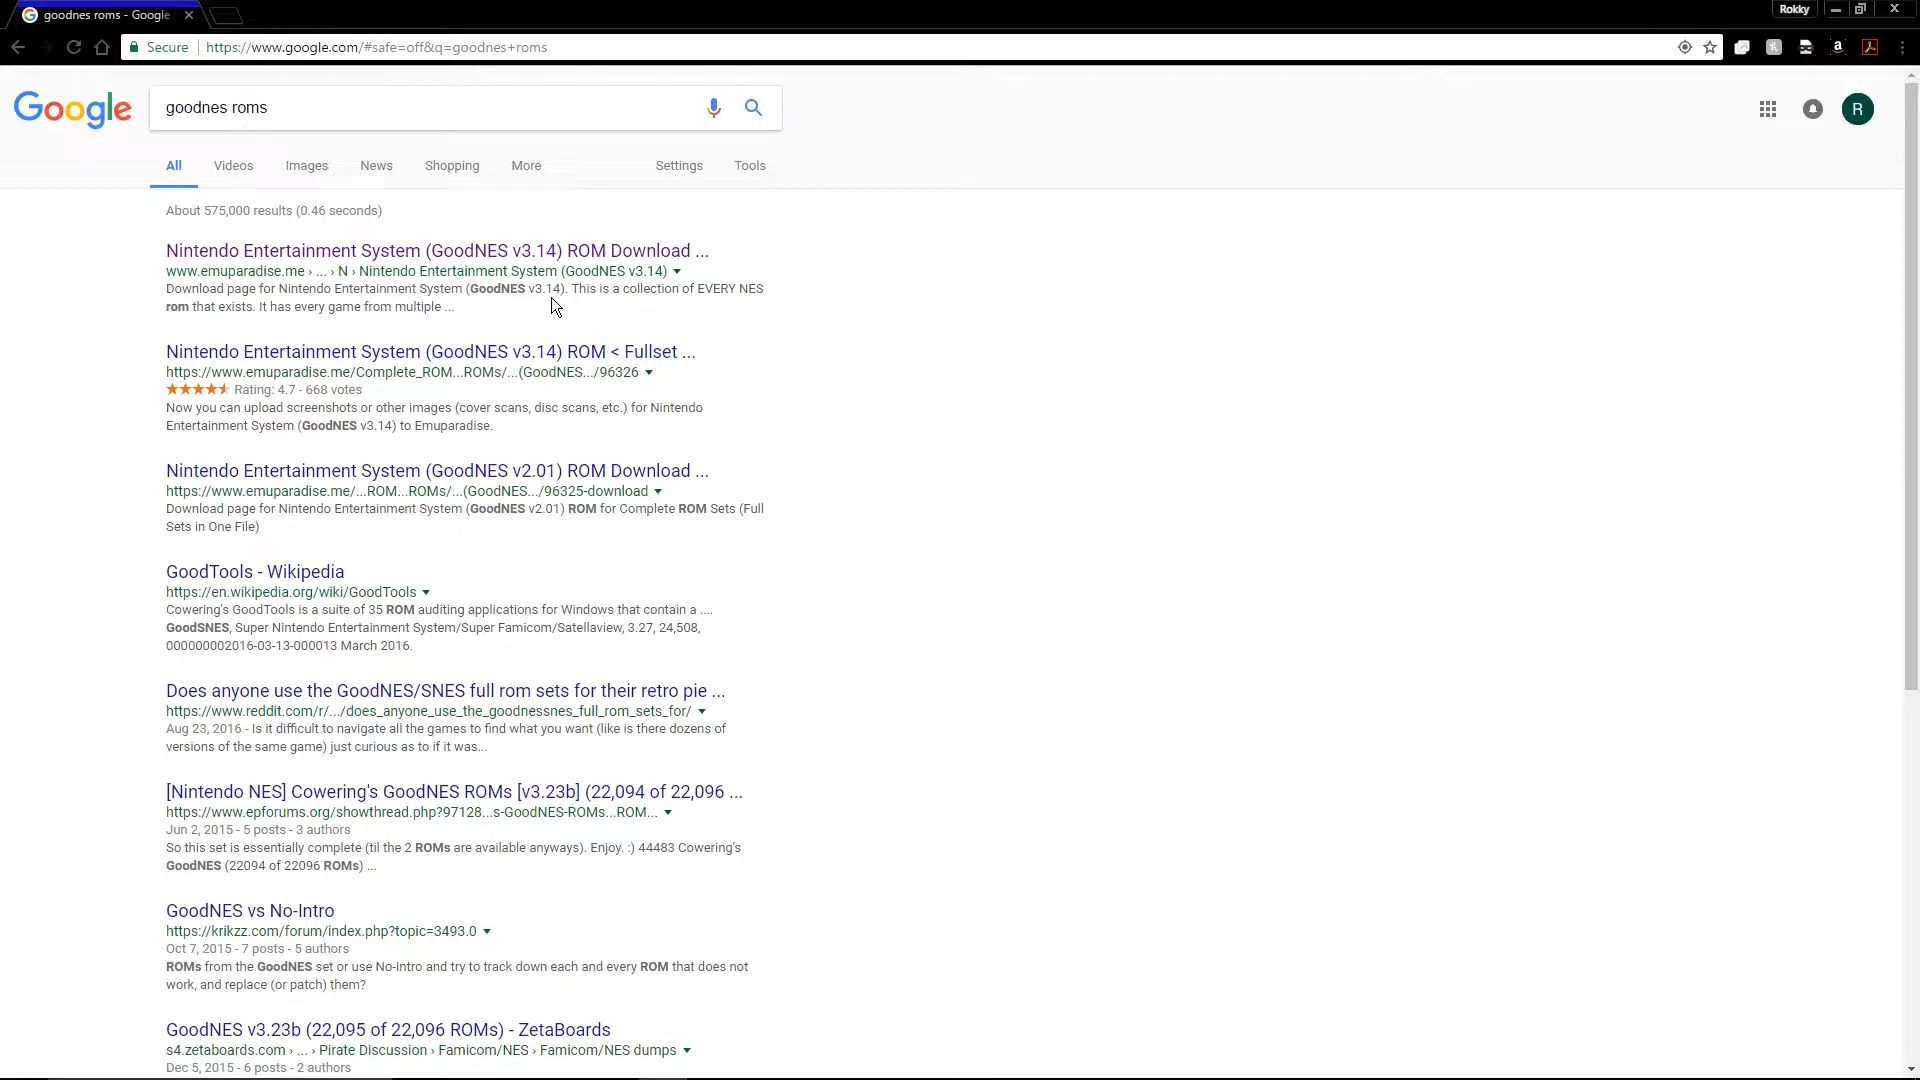 goodnes roms - Google
Rokky
Secure
https://www.google.com/#safe=off&q=goodnes+roms
Google
goodnes roms
R
All
Videos
Images
News
Shopping
More
Settings
Tools
About 575,000 results (0.46 seconds)
Nintendo Entertainment System (GoodNES v3.14) ROM Download ...
www.emuparadise.me › ... › N › Nintendo Entertainment System (GoodNES v3.14)
Download page for Nintendo Entertainment System (GoodNES v3.14). This is a collection of EVERY NES
rom that exists. It has every game from multiple ...
Nintendo Entertainment System (GoodNES v3.14) ROM < Fullset ...
https://www.emuparadise.me/Complete_ROM...ROMs/...(GoodNES.../96326
Rating: 4.7 - 668 votes
Now you can upload screenshots or other images (cover scans, disc scans, etc.) for Nintendo
Entertainment System (GoodNES v3.14) to Emuparadise.
Nintendo Entertainment System (GoodNES v2.01) ROM Download ...
https://www.emuparadise.me/...ROM...ROMs/...(GoodNES.../96325-download
Download page for Nintendo Entertainment System (GoodNES v2.01) ROM for Complete ROM Sets (Full
Sets in One File)
GoodTools - Wikipedia
https://en.wikipedia.org/wiki/GoodTools
Cowering's GoodTools is a suite of 35 ROM auditing applications for Windows that contain a ....
GoodSNES, Super Nintendo Entertainment System/Super Famicom/Satellaview, 3.27, 24,508,
000000002016-03-13-000013 March 2016.
Does anyone use the GoodNES/SNES full rom sets for their retro pie ...
https://www.reddit.com/r/.../does_anyone_use_the_goodnessnes_full_rom_sets_for/
Aug 23, 2016 - Is it difficult to navigate all the games to find what you want (like is there dozens of
versions of the same game) just curious as to if it was...
[Nintendo NES] Cowering's GoodNES ROMs [v3.23b] (22,094 of 22,096 ...
https://www.epforums.org/showthread.php?97128...s-GoodNES-ROMs...ROM...
Jun 2, 2015 - 5 posts - 3 authors
So this set is essentially complete (til the 2 ROMs are available anyways). Enjoy. :) 44483 Cowering's
GoodNES (22094 of 22096 ROMs) ...
GoodNES vs No-Intro
https://krikzz.com/forum/index.php?topic=3493.0
Oct 7, 2015 - 7 posts - 5 authors
ROMs from the GoodNES set or use No-Intro and try to track down each and every ROM that does not
work, and replace (or patch) them?
GoodNES v3.23b (22,095 of 22,096 ROMs) - ZetaBoards
s4.zetaboards.com › ... › Pirate Discussion › Famicom/NES › Famicom/NES dumps
Dec 5, 2015 - 6 posts - 2 authors